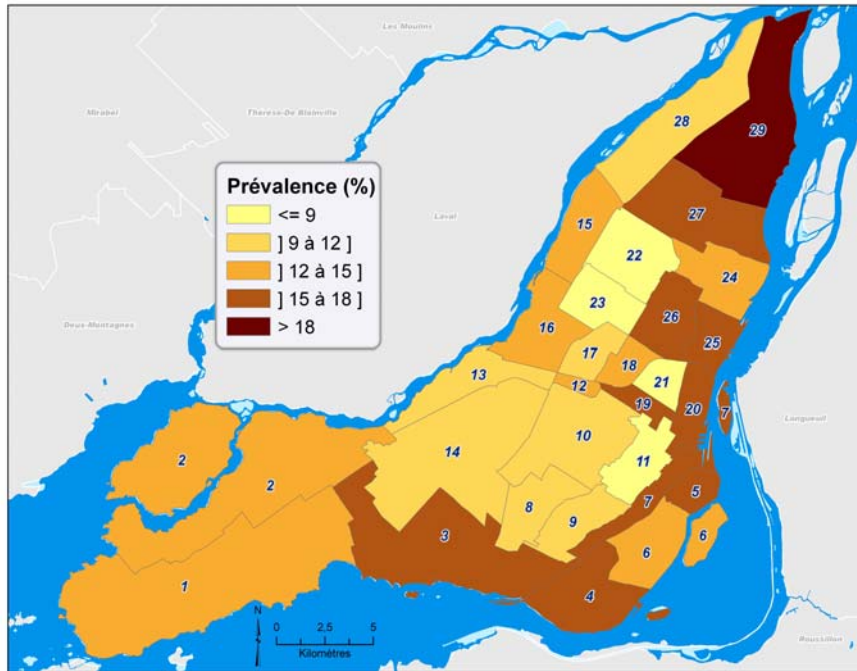 Les Moulins
Mirabel
Thérèse-De Blainville
Laval
Deux-Montagnes
Longueuil
Roussillon
Prévalence (%)
<= 9
] 9 à 12 ]
] 12 à 15 ]
] 15 à 18 ]
> 18
28
29
27
15
22
24
23
26
16
25
17
18
21
13
12
19
20
7
10
14
2
11
2
8
7
5
9
3
6
6
1
4
N
0
2,5
5
Kilomètres